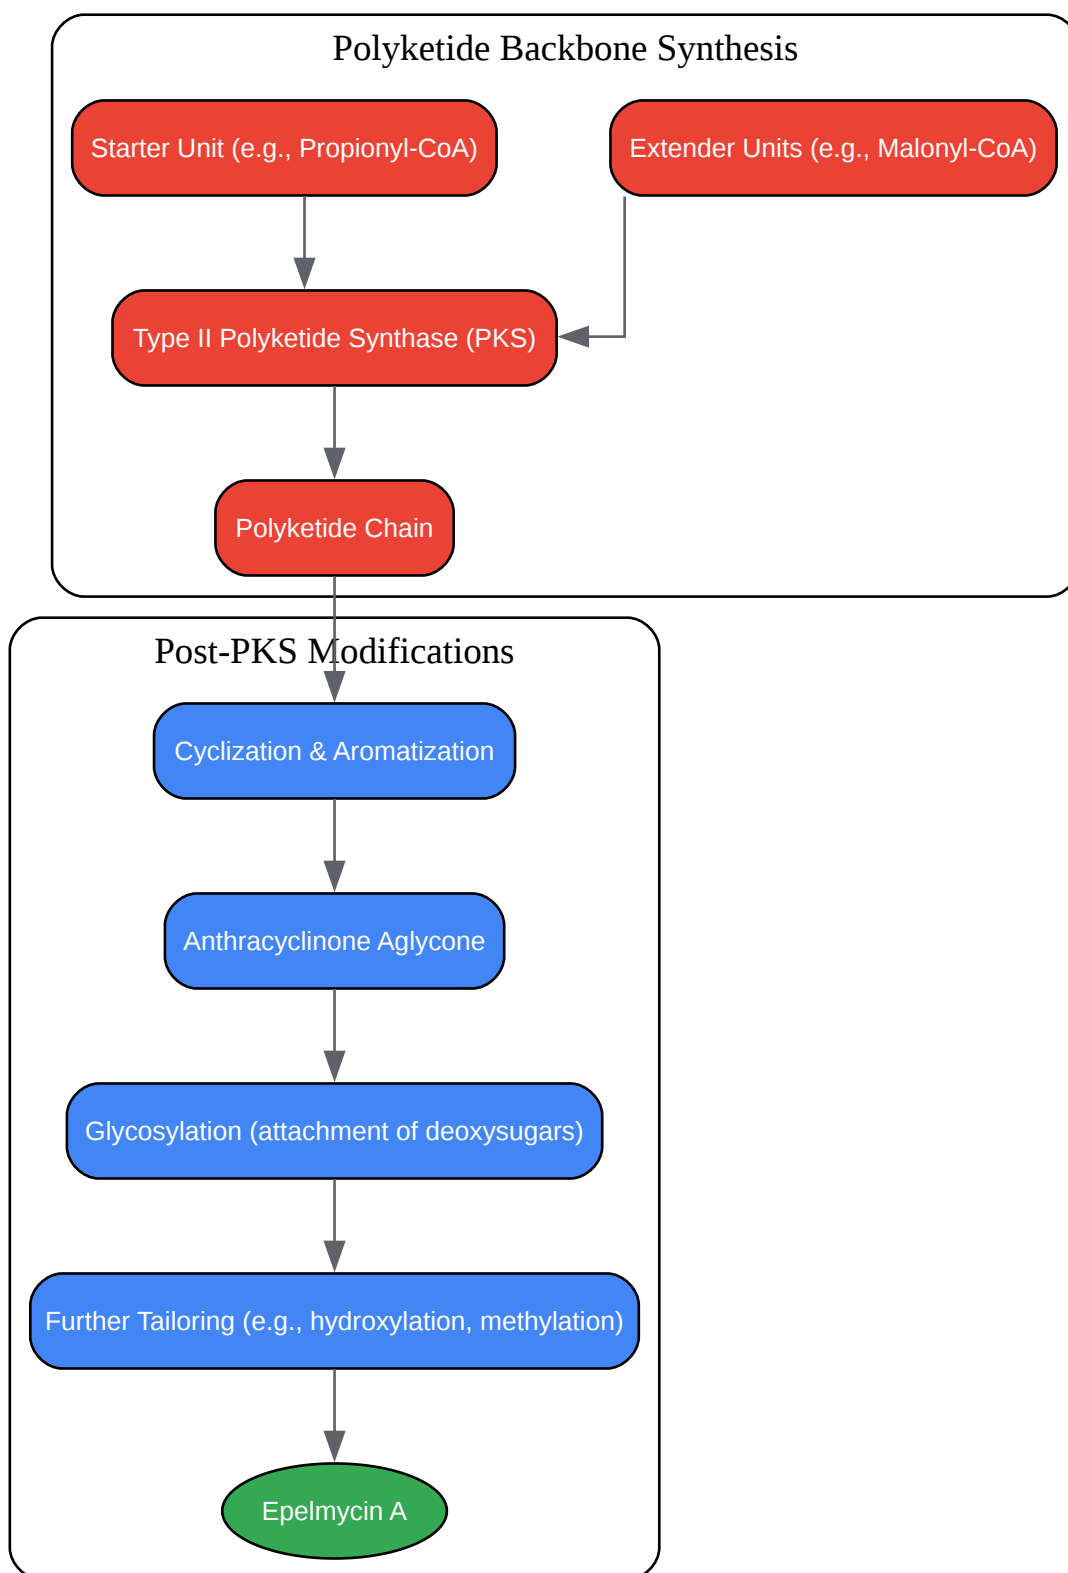 Polyketide Backbone Synthesis
Starter Unit (e.g., Propionyl-CoA)
Extender Units (e.g., Malonyl-CoA)
Type II Polyketide Synthase (PKS)
Polyketide Chain
Post-PKS Modifications
Cyclization & Aromatization
Anthracyclinone Aglycone
Glycosylation (attachment of deoxysugars)
Further Tailoring (e.g., hydroxylation, methylation)
Epelmycin A